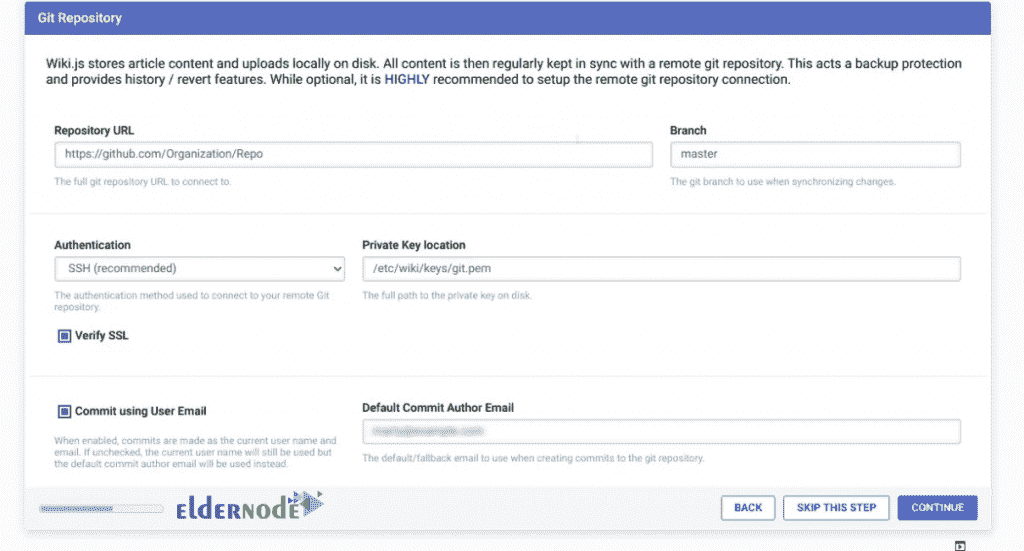 Git Repository
Wiki.js stores article content and uploads locally on disk. All content is then regularly kept in sync with a remote git repository. This acts a backup protection
and provides history / revert features. While optional, it is HIGHLY recommended to setup the remote git repository connection.
Repository URL
Branch
https://github.com/Organization/Repo
master
The full git repository URL to connect to.
The git branch to use when synchronizing changes.
Authentication
Private Key location
SSH (recommended)
/etc/wiki/keys/git.pem
The authentication method used to connect to your remote Git
repository.
The full path to the private key on disk.
Verify SSL
Commit using User Email
Default Commit Author Email
When enabled, commits are made as the current user name and
email. If unchecked, the current user name will still be used but
the default commit author email will be used instead.
The default/fallback email to use when creating commits to the git repository.
eldernode
BACK
SKIP THIS STEP
CONTINUE